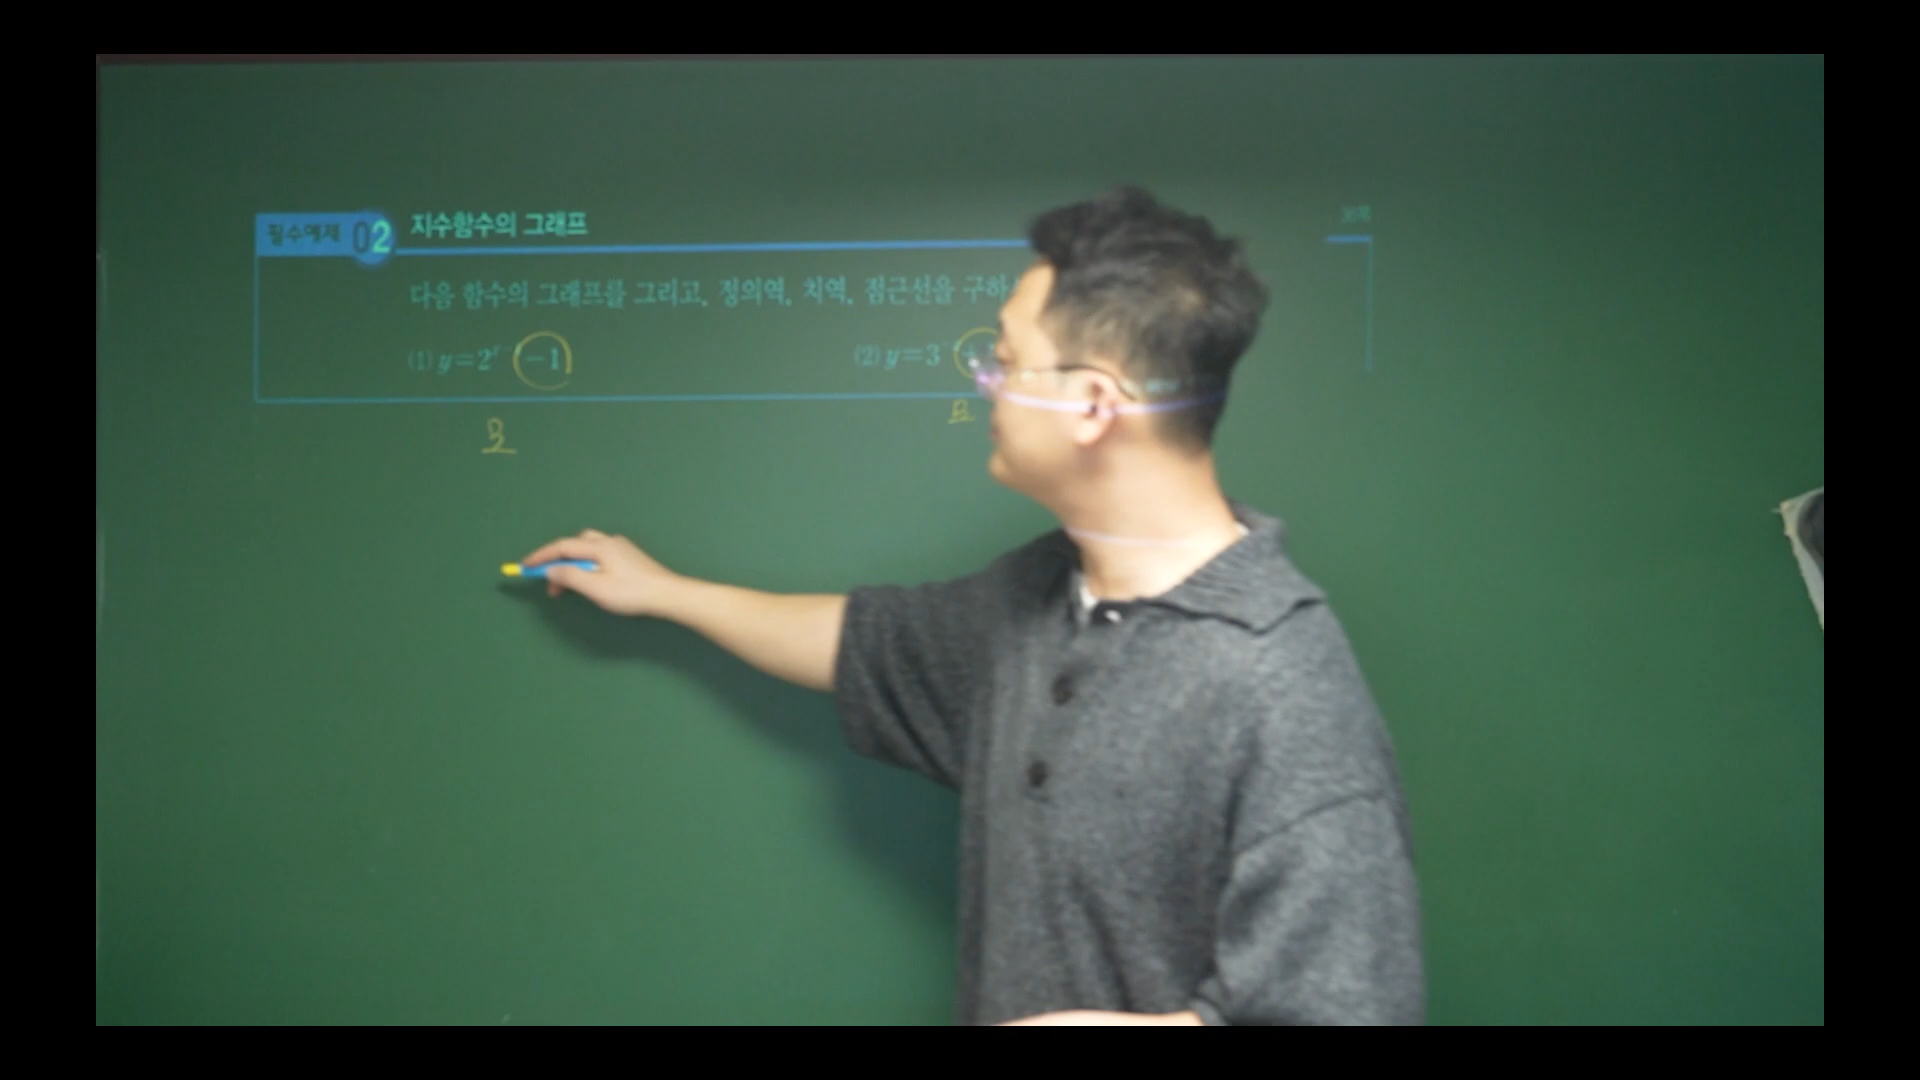 필수예제 02 지수함수의 그래프
다음 함수의 그래프를 그리고, 정의역, 치역, 점근선을 구하
(1) y=2 -1 (2) y=3